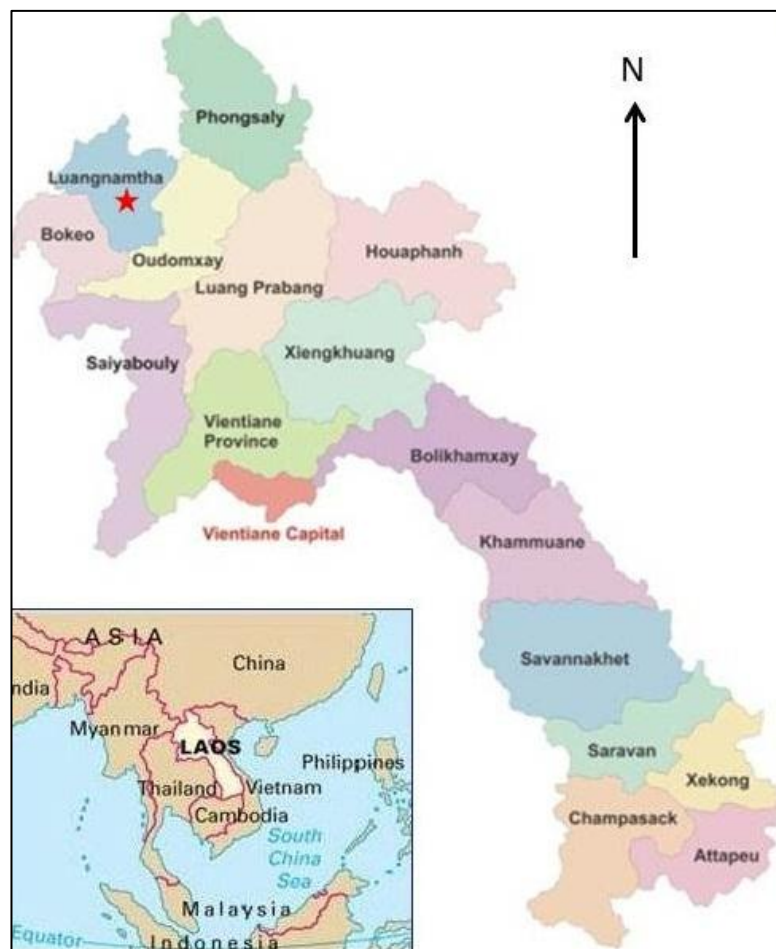 N
Phongsaly
Luangnamtha
Bokeo
Oudomxay
Houaphanh
Luang Prabang
Xiengkhuang
Saiyabouly
Vientiane
Province
Bolikhamxay
Vientiane Capital
Khammuane
Savannakhet
Saravan
Xekong
Champasack
Attapeu
ASIA
China
ndia
Myanmar
LAOS
Philippines
Thailand
Vietnam
Cambodia
South
China
Sea
Malaysia
Equator
Indonesia